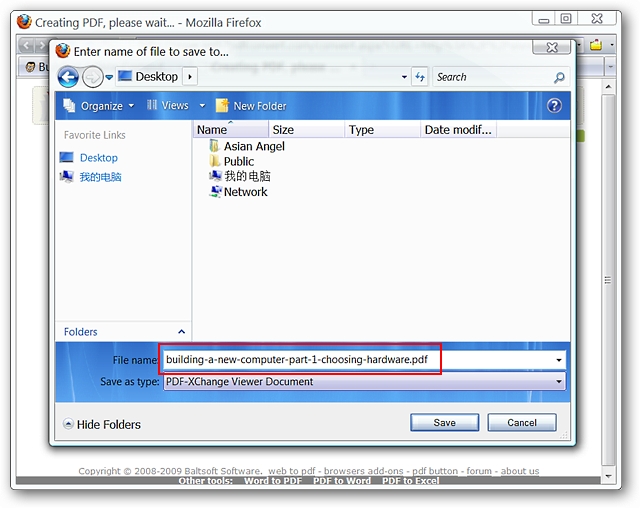 Creating PDF, please wait... - Mozilla Firefox
Enter name of file to save to...
Desktop
Search
Organize Views New Folder
Favorite Links
Desktop
我的电脑
Name Size Type Date modif...
Asian Angel
Public
我的电脑
Network
Folders
File name: building-a-new-computer-part-1-choosing-hardware.pdf
Save as type: PDF-XChange Viewer Document
Hide Folders Save Cancel
Copyright © 2008-2009 Baltsoft Software. web to pdf - browsers add-ons - pdf button - forum - about us
Other tools: Word to PDF PDF to Word PDF to Excel